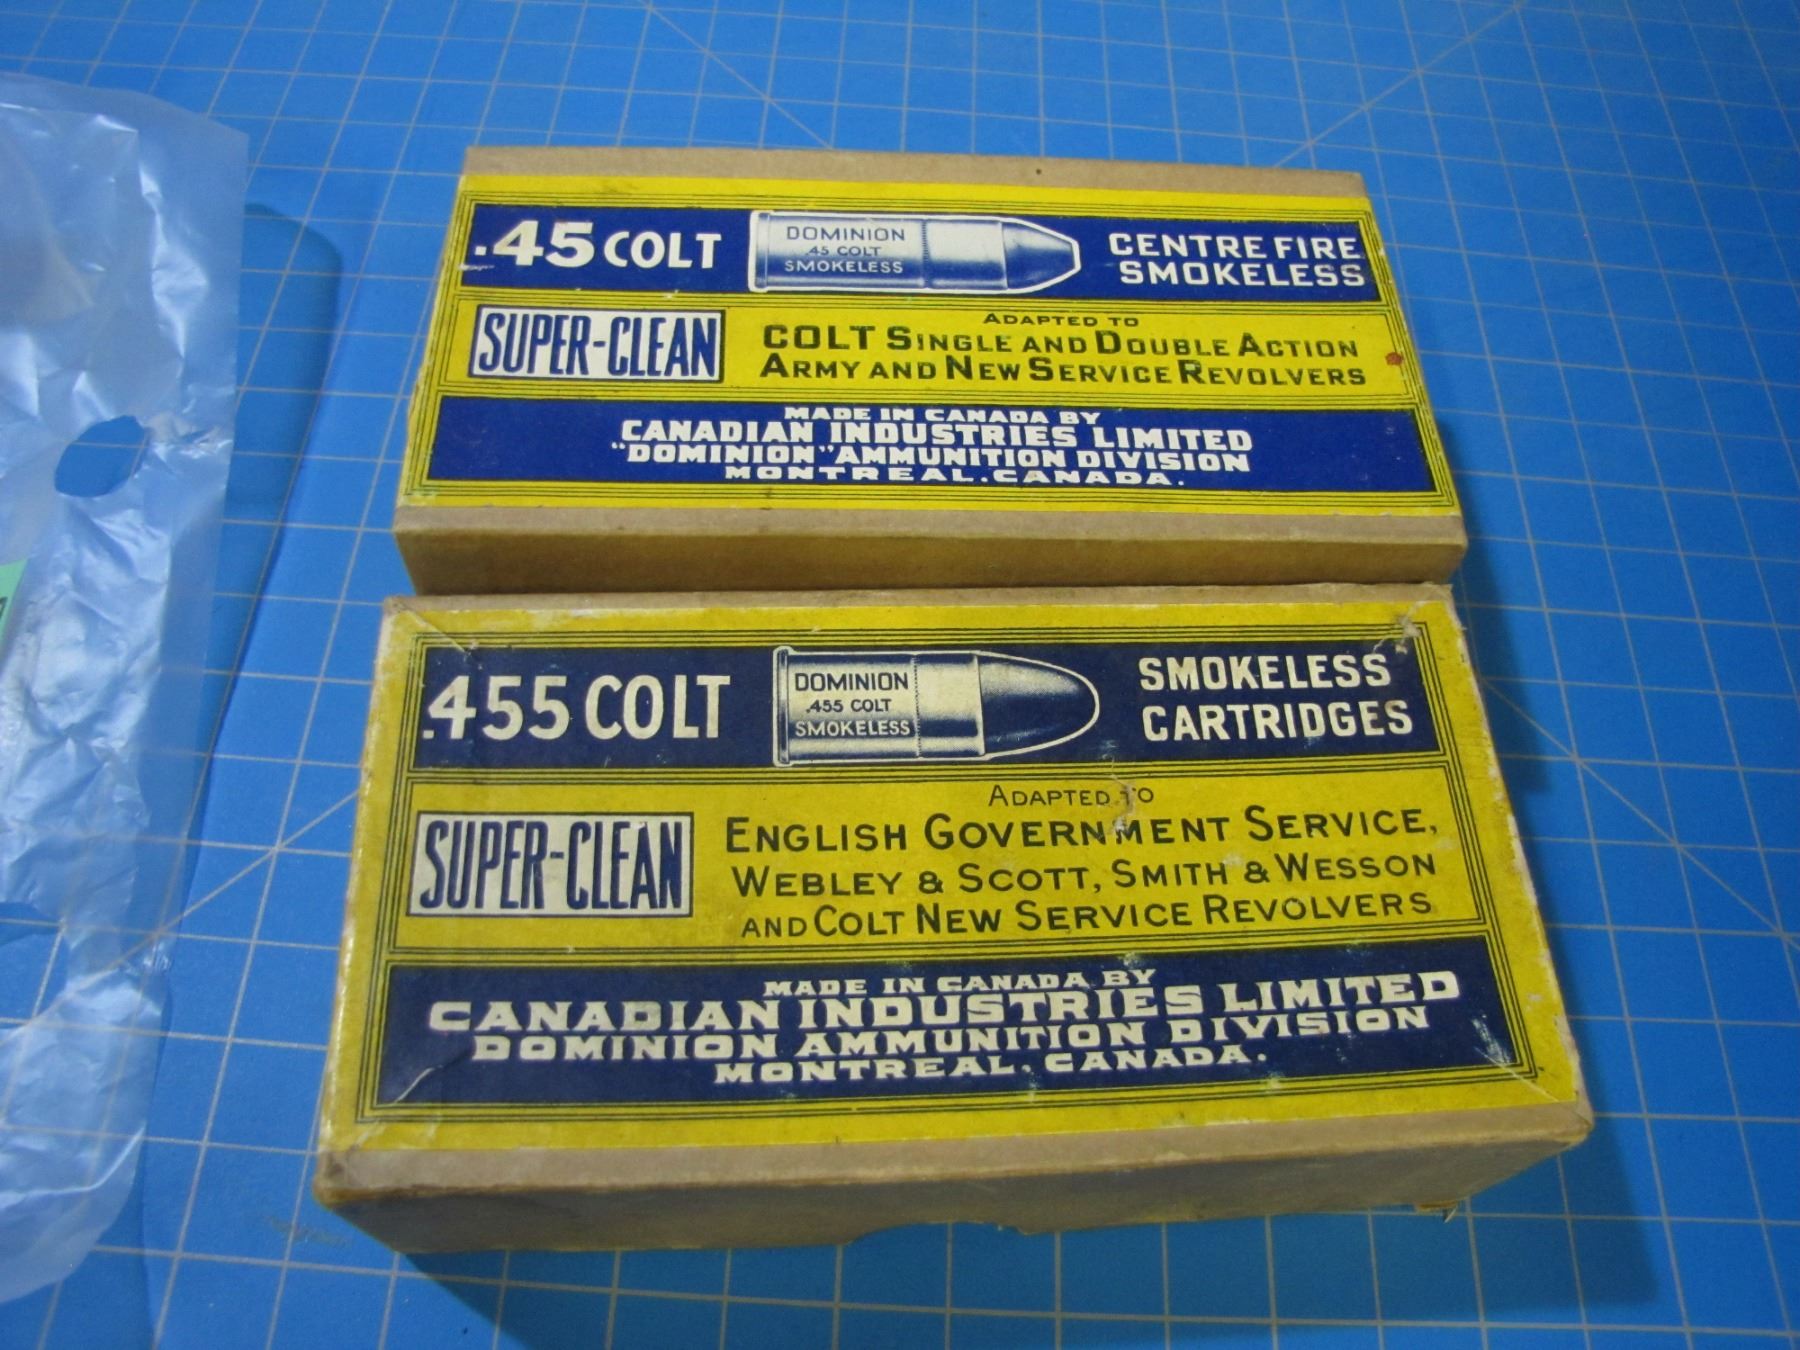 .45 COLT
DOMINION
.45 COLT
SMOKELESS
CENTRE FIRE
SMOKELESS
SUPER-CLEAN
ADAPTED TO
COLT SINGLE AND DOUBLE ACTION
ARMY AND NEW SERVICE REVOLVERS
MADE IN CANADA BY
CANADIAN INDUSTRIES LIMITED
"DOMINION" AMMUNITION DIVISION
MONTREAL. CANADA.
.455 COLT
DOMINION
.455 COLT
SMOKELESS
SMOKELESS
CARTRIDGES
SUPER-CLEAN
ADAPTED TO
ENGLISH GOVERNMENT SERVICE,
WEBLEY & SCOTT, SMITH & WESSON
AND COLT NEW SERVICE REVOLVERS
MADE IN CANADA BY
CANADIAN INDUSTRIES LIMITED
DOMINION AMMUNITION DIVISION
MONTREAL. CANADA.